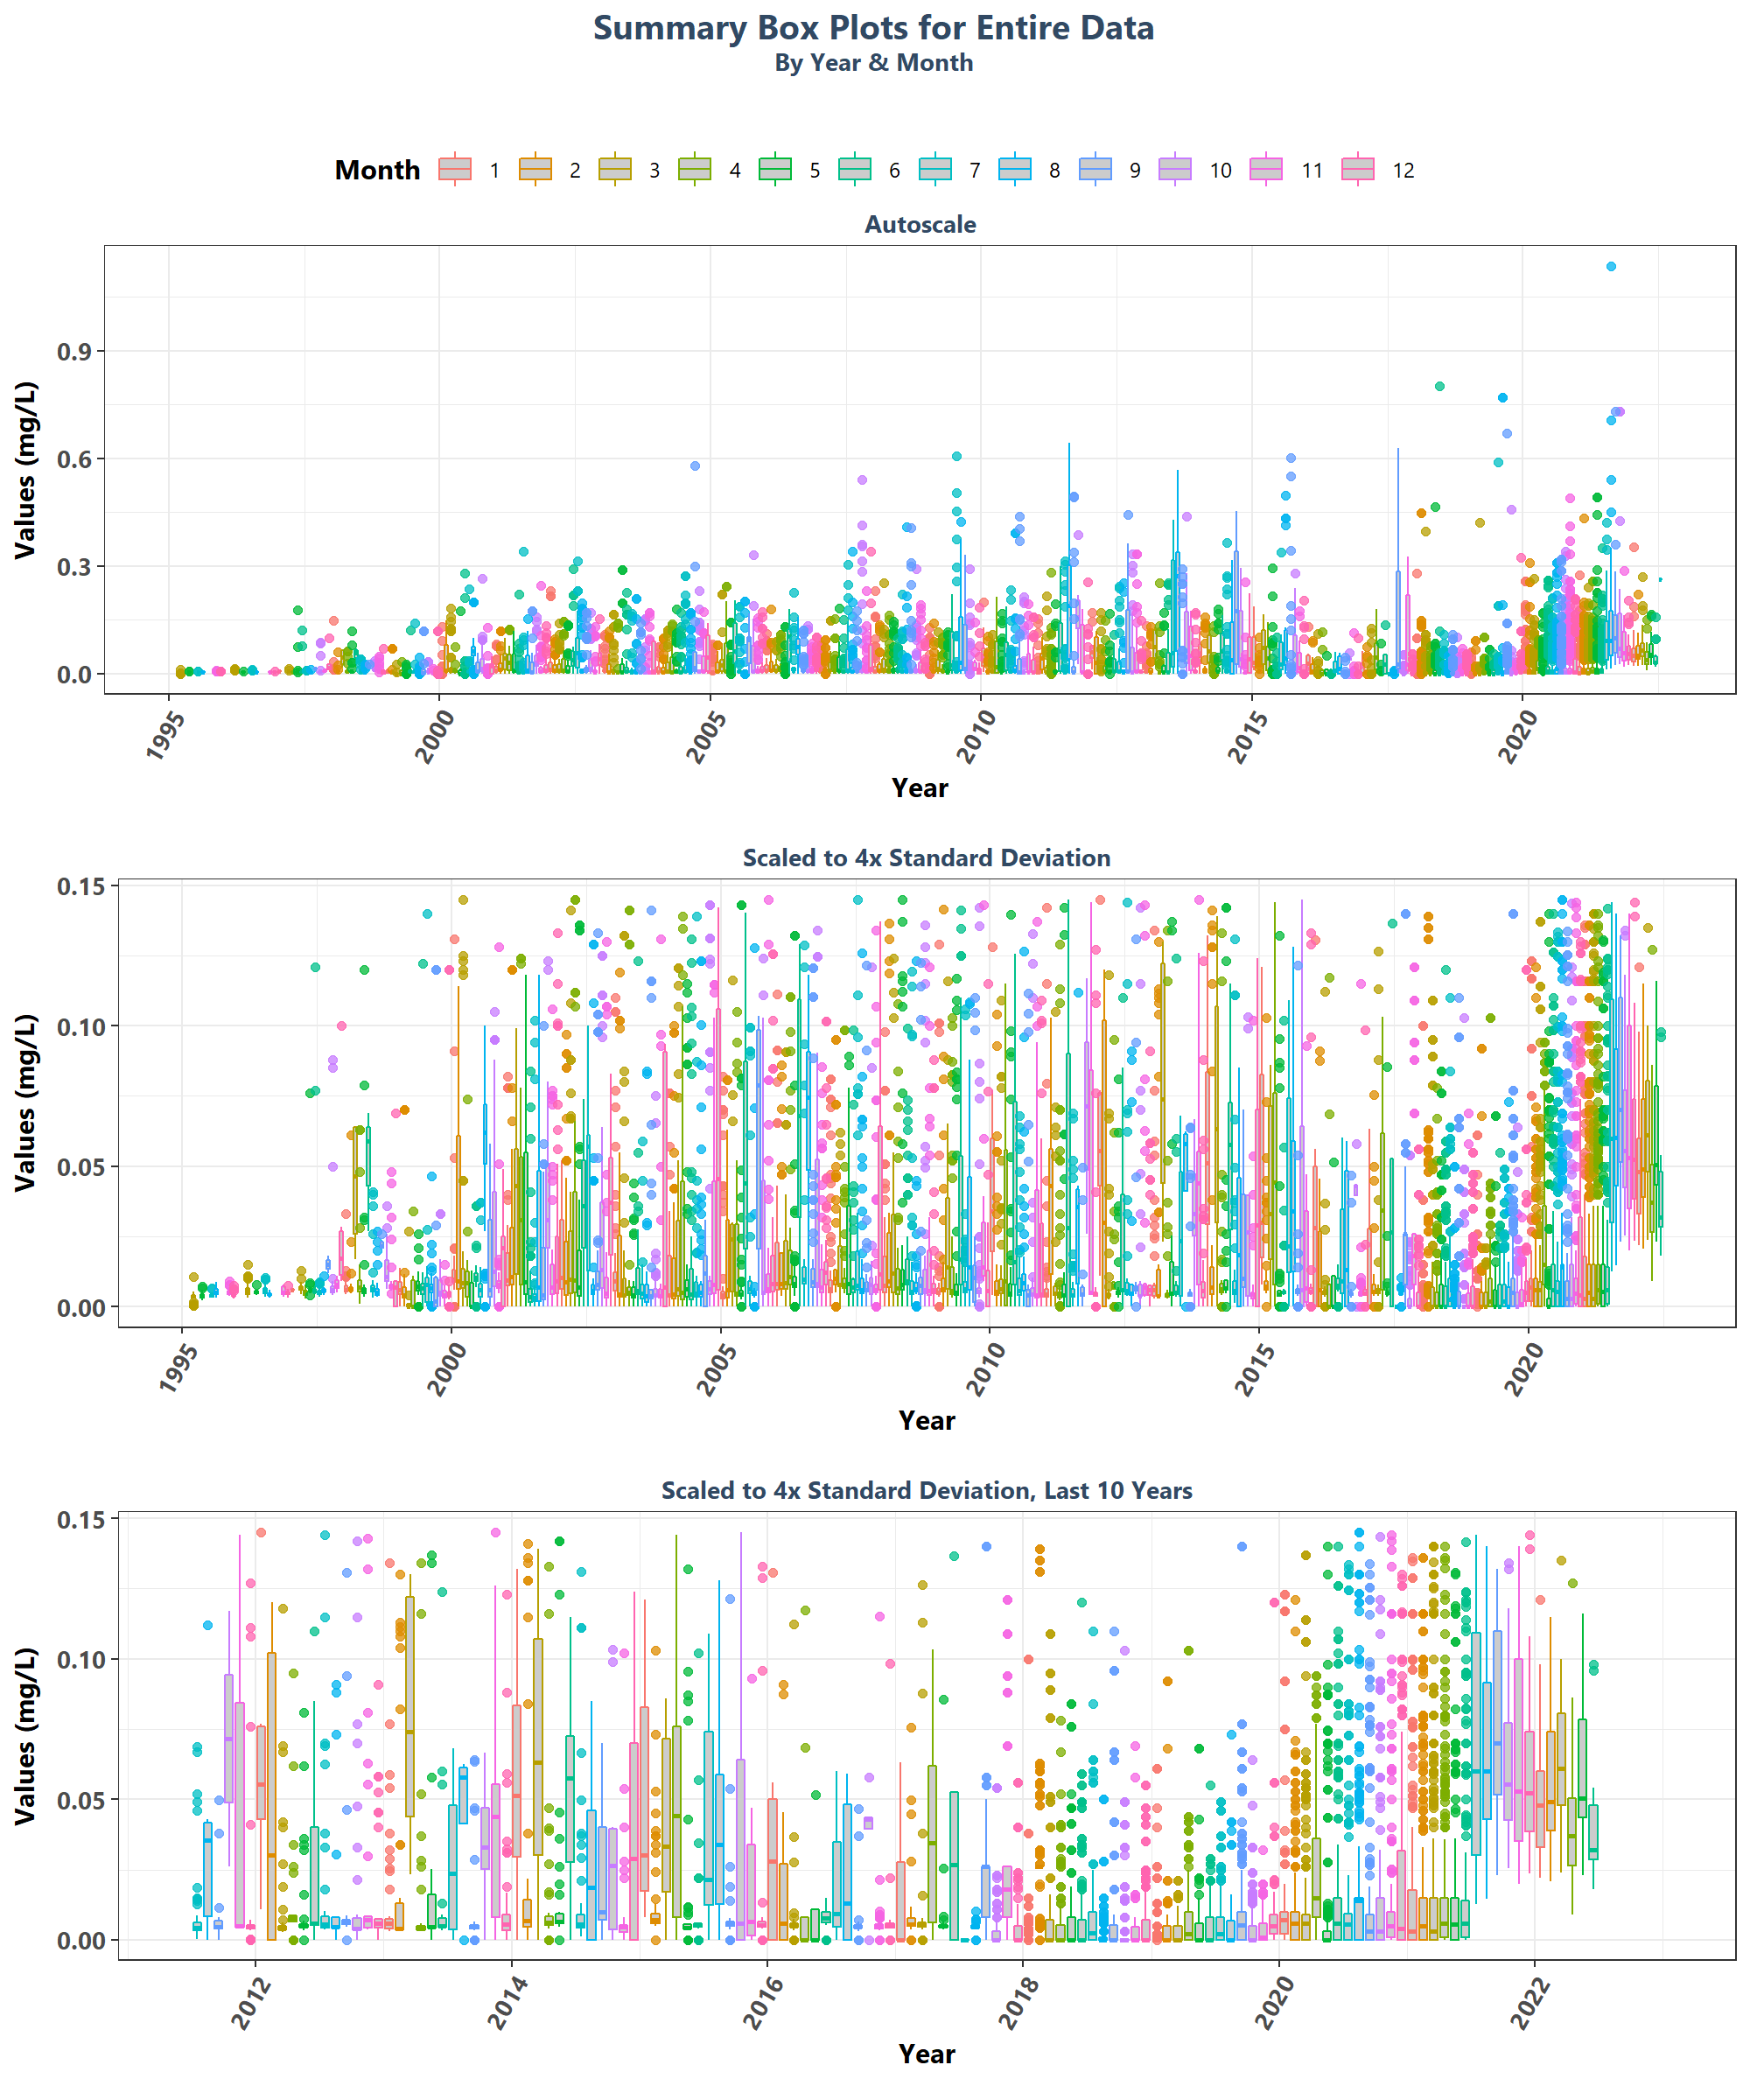 Summary Box Plots for Entire Data
By Year & Month
Month 1 2 3 4 5 6 7 8 9 10 11 12
Autoscale
Values (mg/L)
0.9
0.6
0.3
0.0
1995 2000 2005 2010 2015 2020
Year
Scaled to 4x Standard Deviation
Values (mg/L)
0.15
0.10
0.05
0.00
1995 2000 2005 2010 2015 2020
Year
Scaled to 4x Standard Deviation, Last 10 Years
Values (mg/L)
0.15
0.10
0.05
0.00
2012 2014 2016 2018 2020 2022
Year